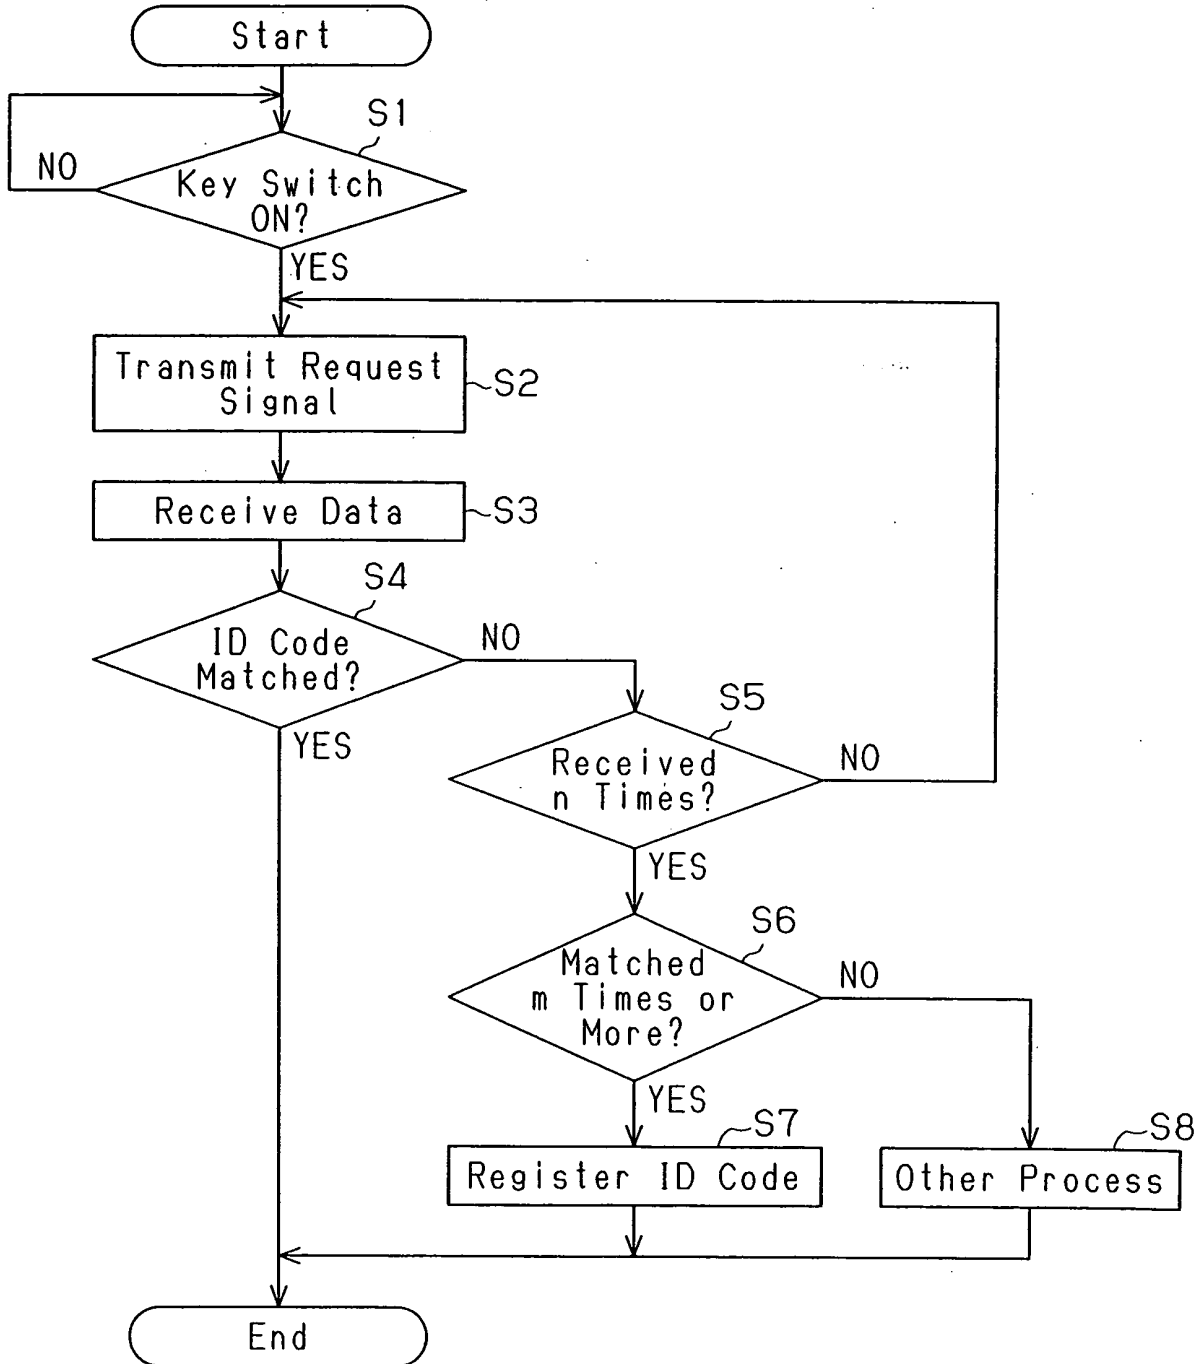 Start
S1
NO
Key Switch
ON?
YES
Transmit Request
Signal
S2
Receive Data
S3
S4
ID Code
Matched?
NO
YES
S5
Received
n Times?
NO
YES
S6
Matched
m Times or
More?
NO
YES
S7
Register ID Code
S8
Other Process
End